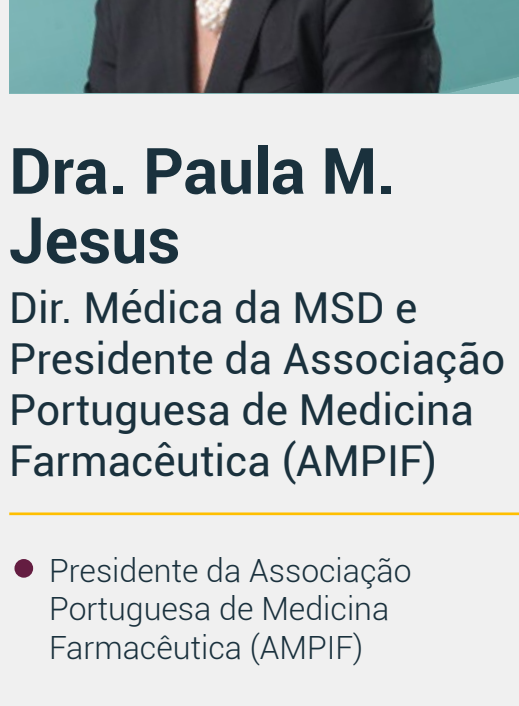 Dra. Paula M.
Jesus
Dir. Médica da MSD e
Presidente da Associação
Portuguesa de Medicina
Farmacêutica (AMPIF)
Presidente da Associação
Portuguesa de Medicina
Farmacêutica (AMPIF)